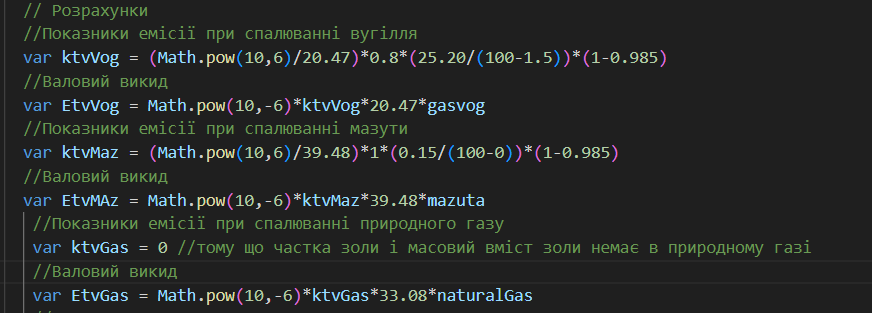 // Розрахунки
//Показники емісії при спалюванні вугілля
var ktvVog = (Math.pow(10,6)/20.47)*0.8*(25.20/(100-1.5))*(1-0.985)
//Валовий викид
var EtvVog = Math.pow(10,-6)*ktvVog*20.47*gasvog
//Показники емісії при спалюванні мазути
var ktvMaz = (Math.pow(10,6)/39.48)*1*(0.15/(100-0))*(1-0.985)
//Валовий викид
var EtvMAz = Math.pow(10,-6)*ktvMaz*39.48*mazuta
//Показники емісії при спалюванні природного газу
var ktvGas = 0 //тому що частка золи і масовий вміст золи немає в природному газі
//Валовий викид
var EtvGas = Math.pow(10,-6)*ktvGas*33.08*naturalGas